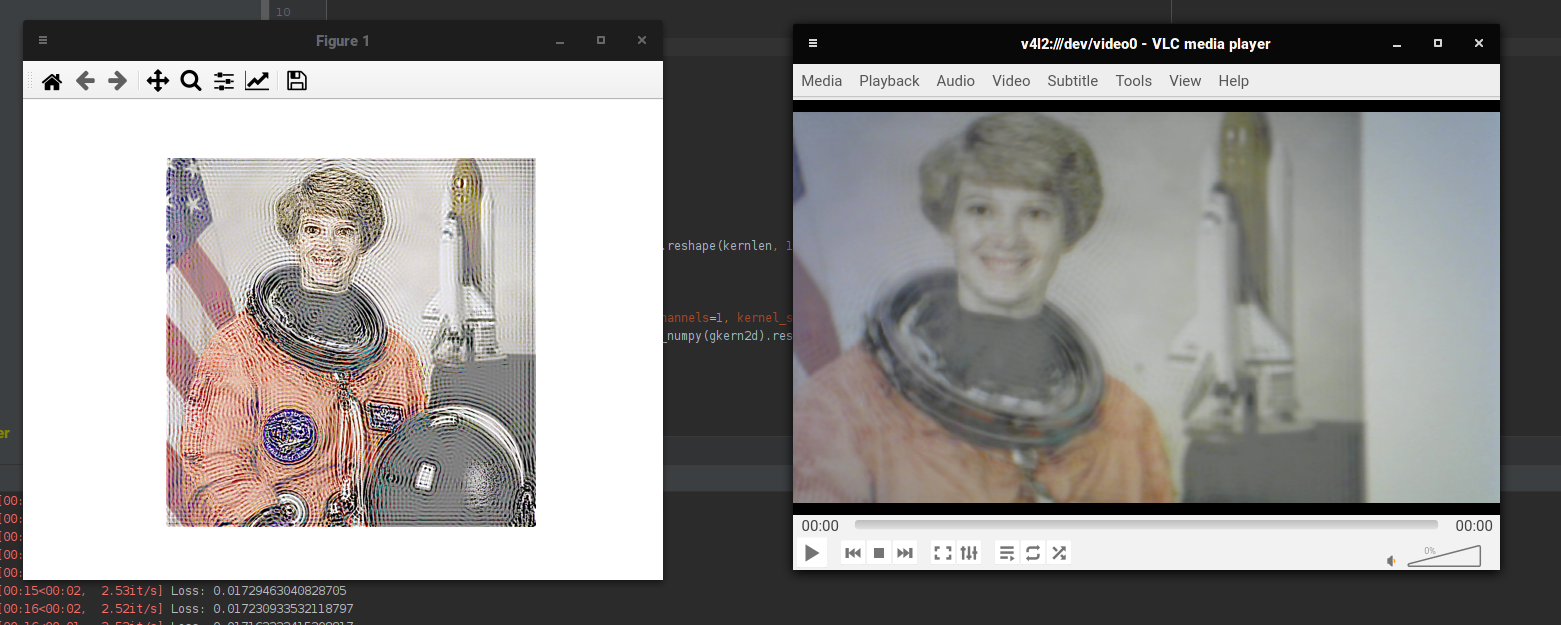 10
Figure 1
v4l2:///dev/video0 - VLC media player
Media Playback Audio Video Subtitle Tools View Help
.reshape(kernlen, 1
channels=1, kernel_s
_numpy(gkern2d).res
er
[00:
[00:
[00:
[00:
[00:
00:00 00:00
0%
[00:15<00:02, 2.53it/s] Loss: 0.01729463040828705
[00:16<00:02, 2.52it/s] Loss: 0.017230933532118797